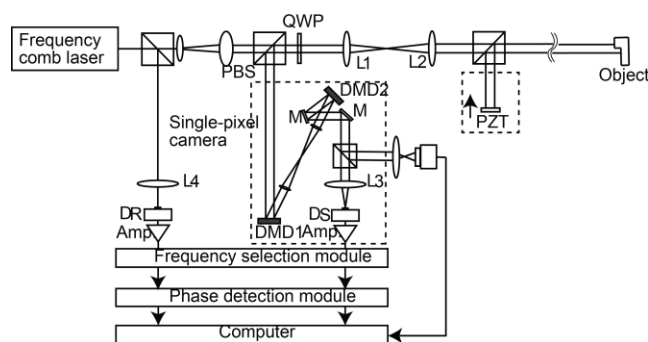 QWP
Frequency
comb laser
PBS
L1
L2
Object
PZT
DMD2
M
M
Single-pixel
camera
L4
L3
DR
DMD1
DS
Amp.
Amp.
Frequency selection module
Phase detection module
Computer